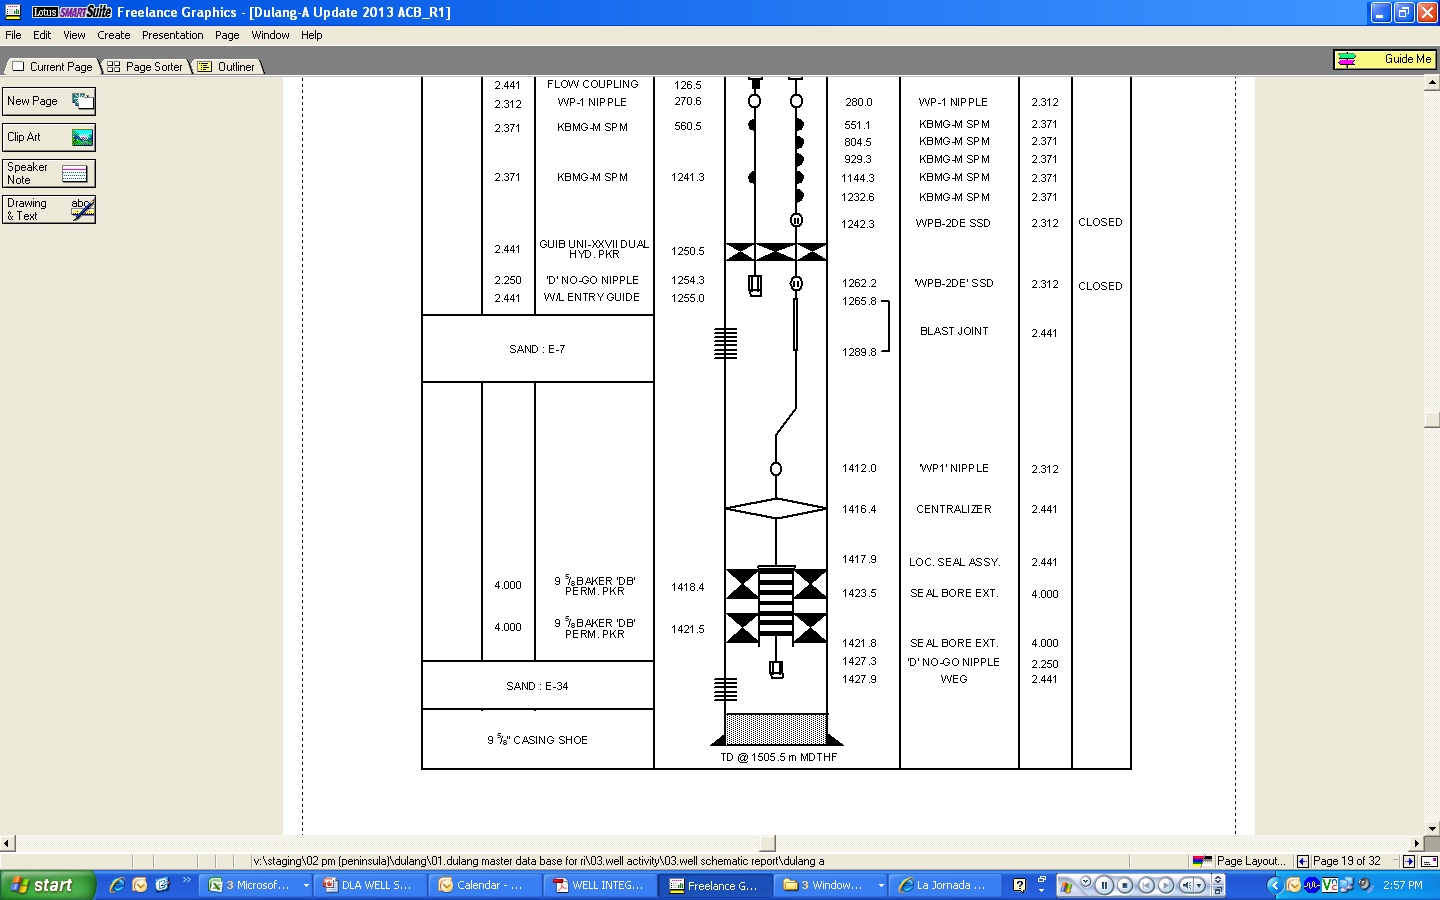 Lotus SMARTSuite Freelance Graphics - [Dulang-A Update 2013 ACB_R1]
File Edit View Create Presentation Page Window Help
Current Page Page Sorter Outliner Guide Me
New Page
Clip Art
Speaker
Note
Drawing
& Text
abc
2.441 FLOW COUPLING 126.5
2.312 WP-1 NIPPLE 270.6 280.0 WP-1 NIPPLE 2.312
2.371 KBMG-M SPM 560.5 551.1 KBMG-M SPM 2.371
804.5 KBMG-M SPM 2.371
929.3 KBMG-M SPM 2.371
2.371 KBMG-M SPM 1241.3 1144.3 KBMG-M SPM 2.371
1232.6 KBMG-M SPM 2.371
1242.3 WPB-2DE SSD 2.312 CLOSED
2.441 GUIB UNI-XXVII DUAL
HYD. PKR 1250.5
2.250 'D' NO-GO NIPPLE 1254.3 1262.2 'WPB-2DE' SSD 2.312 CLOSED
2.441 W/L ENTRY GUIDE 1255.0 1265.8
BLAST JOINT 2.441
SAND : E-7 1289.8
1412.0 'WP1' NIPPLE 2.312
1416.4 CENTRALIZER 2.441
1417.9 LOC. SEAL ASSY. 2.441
4.000 9 5/8 BAKER 'DB'
PERM. PKR 1418.4 1423.5 SEAL BORE EXT. 4.000
4.000 9 5/8 BAKER 'DB'
PERM. PKR 1421.5
1421.8 SEAL BORE EXT. 4.000
1427.3 'D' NO-GO NIPPLE 2.250
1427.9 WEG 2.441
SAND : E-34
9 5/8" CASING SHOE
TD @ 1505.5 m MDTHF
v:\staging\02 pm (peninsula)\dulang\01.dulang master data base for ri\03.well activity\03.well schematic report\dulang a Page Layout... Page 19 of 32
start 3 Microsof... DLA WELL S... Calendar - ... WELL INTEG... Freelance G... 3 Window... La Jornada ... 2:57 PM